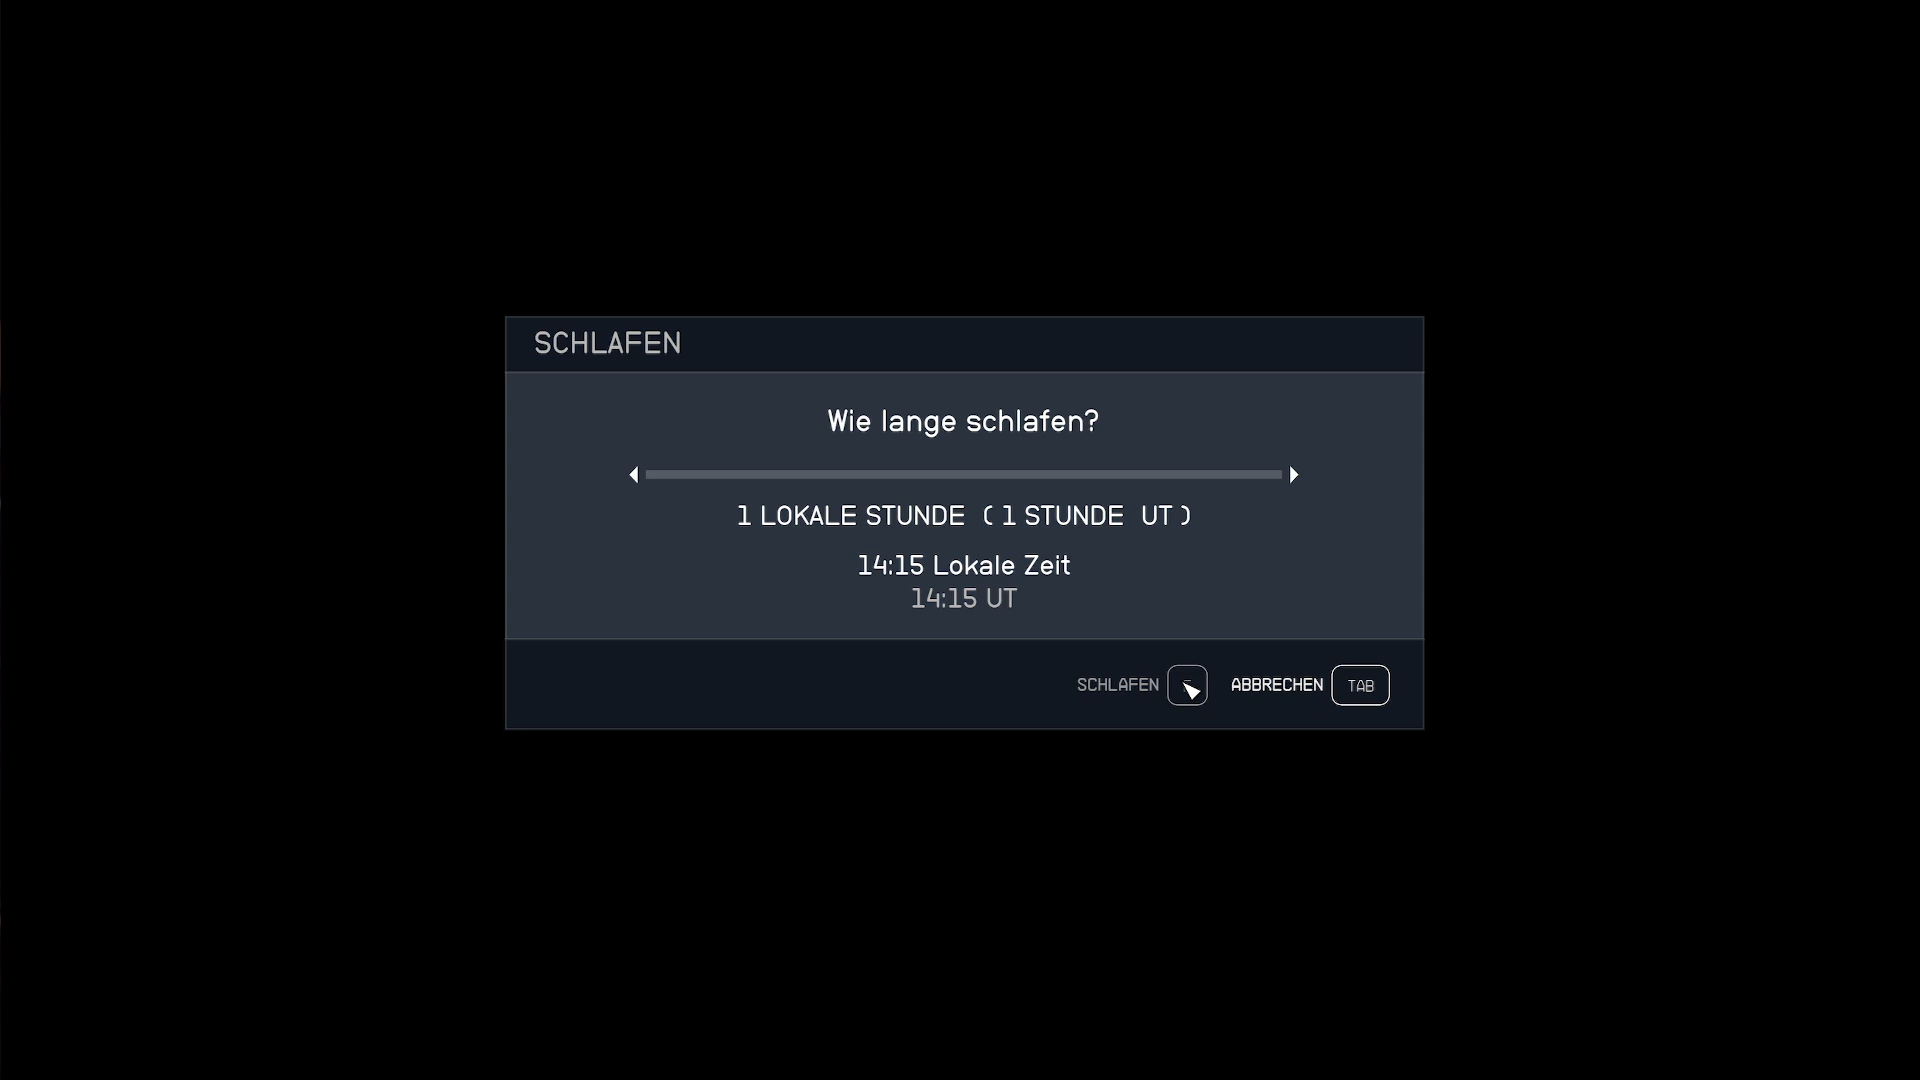 SCHLAFEN
Wie lange schlafen?
1 LOKALE STUNDE ( 1 STUNDE UT )
14:15 Lokale Zeit
14:15 UT
SCHLAFEN ABBRECHEN TAB